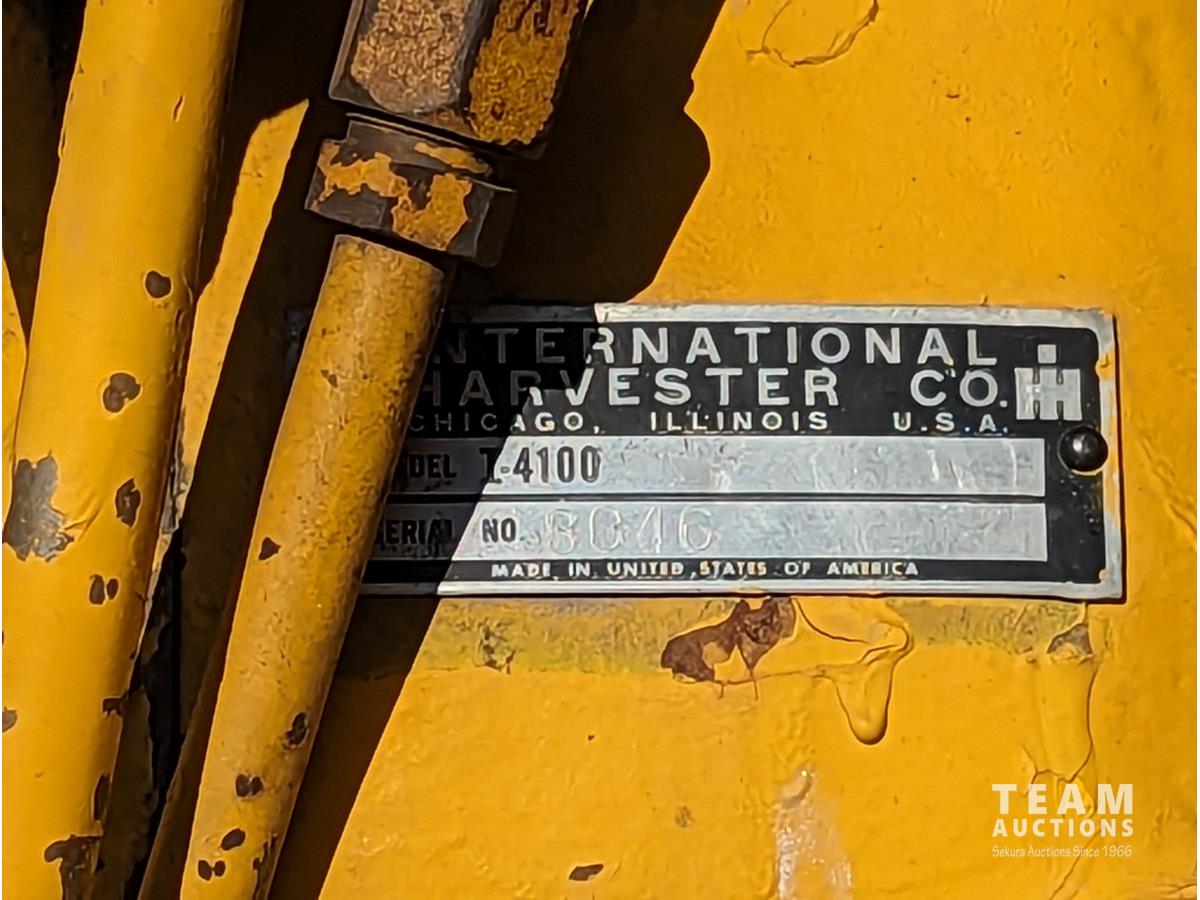 INTERNATIONAL
HARVESTER CO.
CHICAGO, ILLINOIS U.S.A.
MODEL I-4100
SERIAL NO. 8046
MADE IN UNITED STATES OF AMERICA
TEAM
AUCTIONS
Sekura Auctions Since 1966